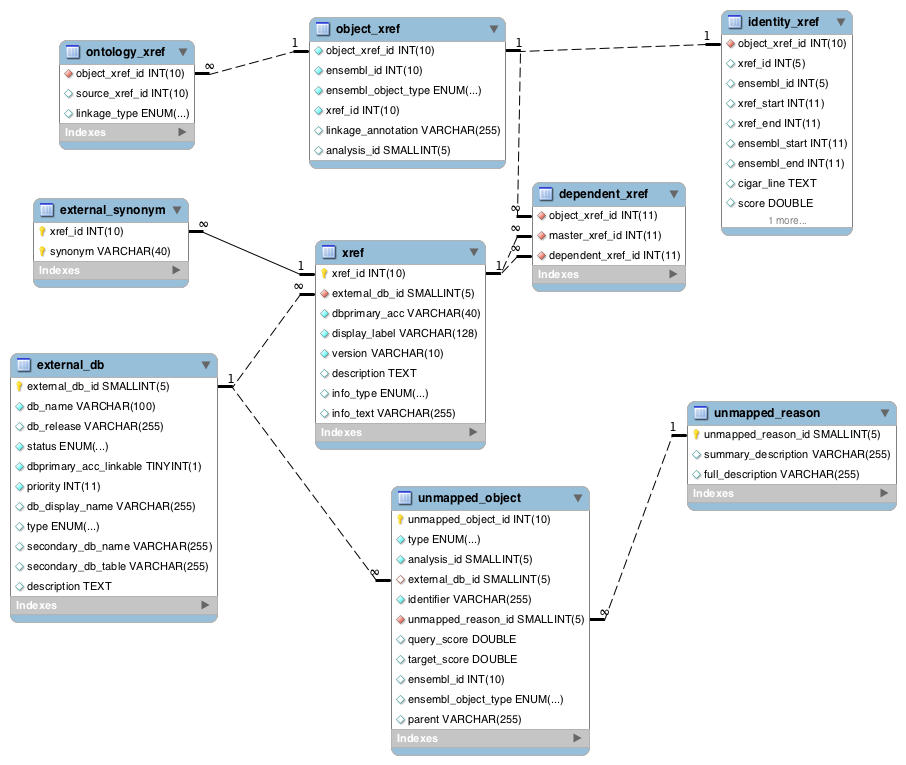 ontology_xref
object_xref_id INT(10)
source_xref_id INT(10)
linkage_type ENUM(...)
Indexes
∞
1
object_xref
object_xref_id INT(10)
ensembl_id INT(10)
ensembl_object_type ENUM(...)
xref_id INT(10)
linkage_annotation VARCHAR(255)
analysis_id SMALLINT(5)
1
1
identity_xref
object_xref_id INT(10)
xref_id INT(5)
ensembl_id INT(5)
xref_start INT(11)
xref_end INT(11)
ensembl_start INT(11)
ensembl_end INT(11)
cigar_line TEXT
score DOUBLE
1 more...
dependent_xref
∞
object_xref_id INT(11)
∞
master_xref_id INT(11)
∞
dependent_xref_id INT(11)
Indexes
external_synonym
xref_id INT(10)
synonym VARCHAR(40)
Indexes
∞
1
∞
xref
xref_id INT(10)
external_db_id SMALLINT(5)
dbprimary_acc VARCHAR(40)
display_label VARCHAR(128)
version VARCHAR(10)
description TEXT
info_type ENUM(...)
info_text VARCHAR(255)
Indexes
1
external_db
external_db_id SMALLINT(5)
db_name VARCHAR(100)
db_release VARCHAR(255)
status ENUM(...)
dbprimary_acc_linkable TINYINT(1)
priority INT(11)
db_display_name VARCHAR(255)
type ENUM(...)
secondary_db_name VARCHAR(255)
secondary_db_table VARCHAR(255)
description TEXT
Indexes
1
∞
unmapped_object
unmapped_object_id INT(10)
type ENUM(...)
analysis_id SMALLINT(5)
external_db_id SMALLINT(5)
identifier VARCHAR(255)
unmapped_reason_id SMALLINT(5)
query_score DOUBLE
target_score DOUBLE
ensembl_id INT(10)
ensembl_object_type ENUM(...)
parent VARCHAR(255)
Indexes
∞
1
unmapped_reason
unmapped_reason_id SMALLINT(5)
summary_description VARCHAR(255)
full_description VARCHAR(255)
Indexes